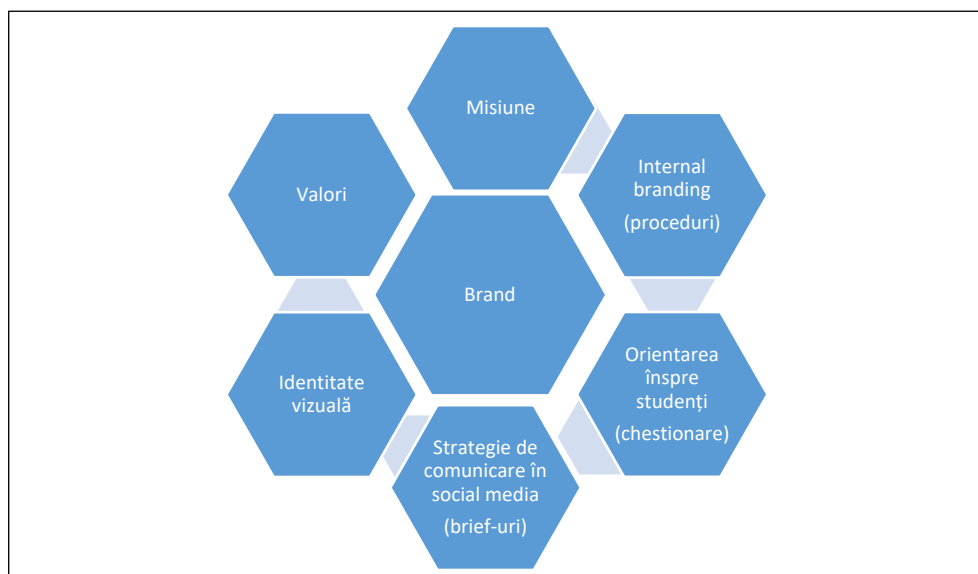 Misiune
Internal
branding
(proceduri)
Valori
Brand
Orientarea
înspre
studenți
(chestionare)
Identitate
vizuală
Strategie de
comunicare în
social media
(brief-uri)